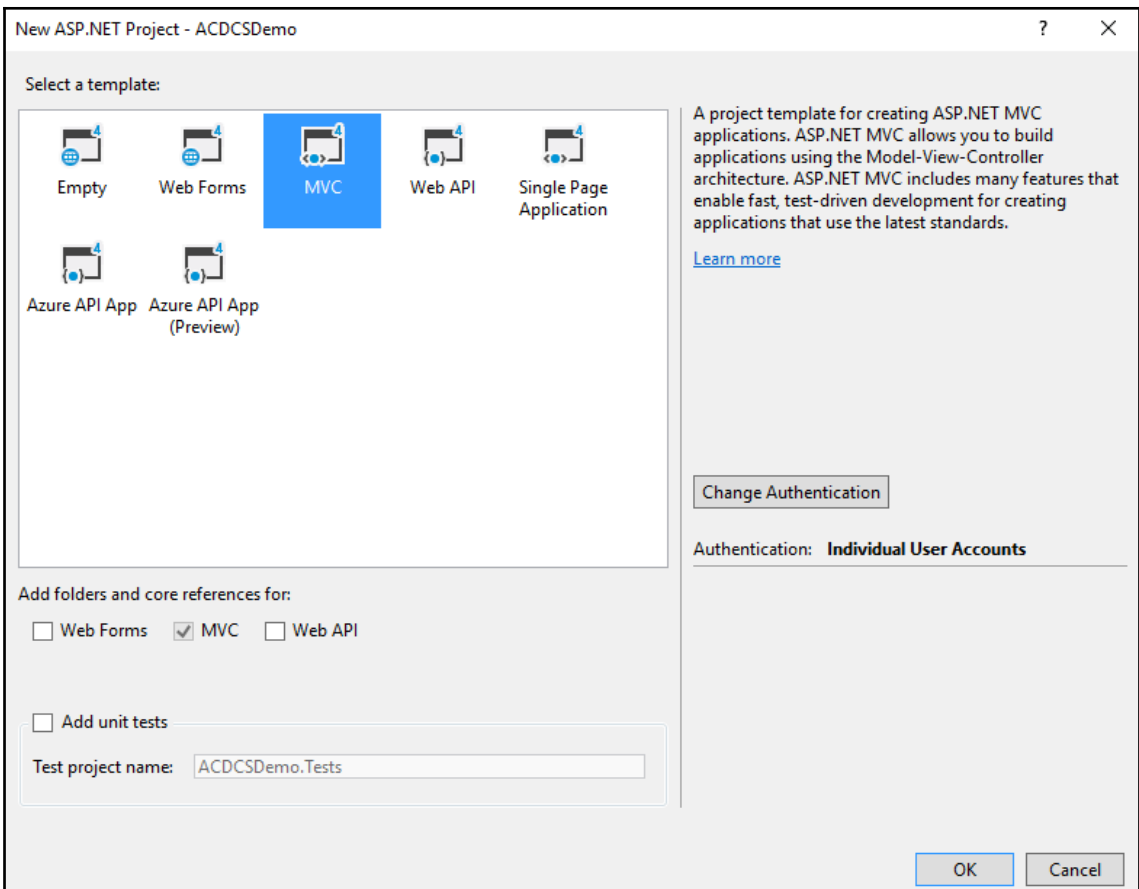 New ASP.NET Project - ACDCSDemo
?
Select a template:
4
4
4
4
4
Empty
Web Forms
MVC
Web API
Single Page
Application
4
4
Azure API App
Azure API App
(Preview)
A project template for creating ASP.NET MVC
applications. ASP.NET MVC allows you to build
applications using the Model-View-Controller
architecture. ASP.NET MVC includes many features that
enable fast, test-driven development for creating
applications that use the latest standards.
Learn more
Change Authentication
Authentication: Individual User Accounts
Add folders and core references for:
Web Forms MVC Web API
Add unit tests
Test project name: ACDCSDemo.Tests
OK Cancel